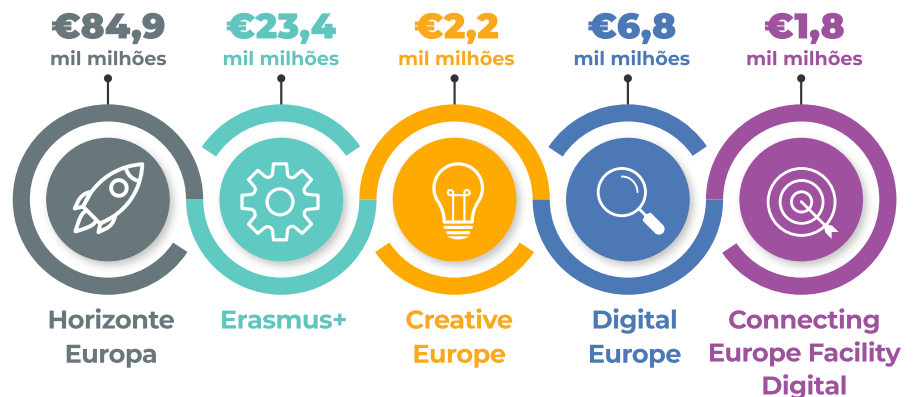 €84,9
mil milhões
€23,4
mil milhões
€2,2
mil milhões
€6,8
mil milhões
€1,8
mil milhões
Horizonte
Europa
Erasmus+
Creative
Europe
Digital
Europe
Connecting
Europe Facility
Digital